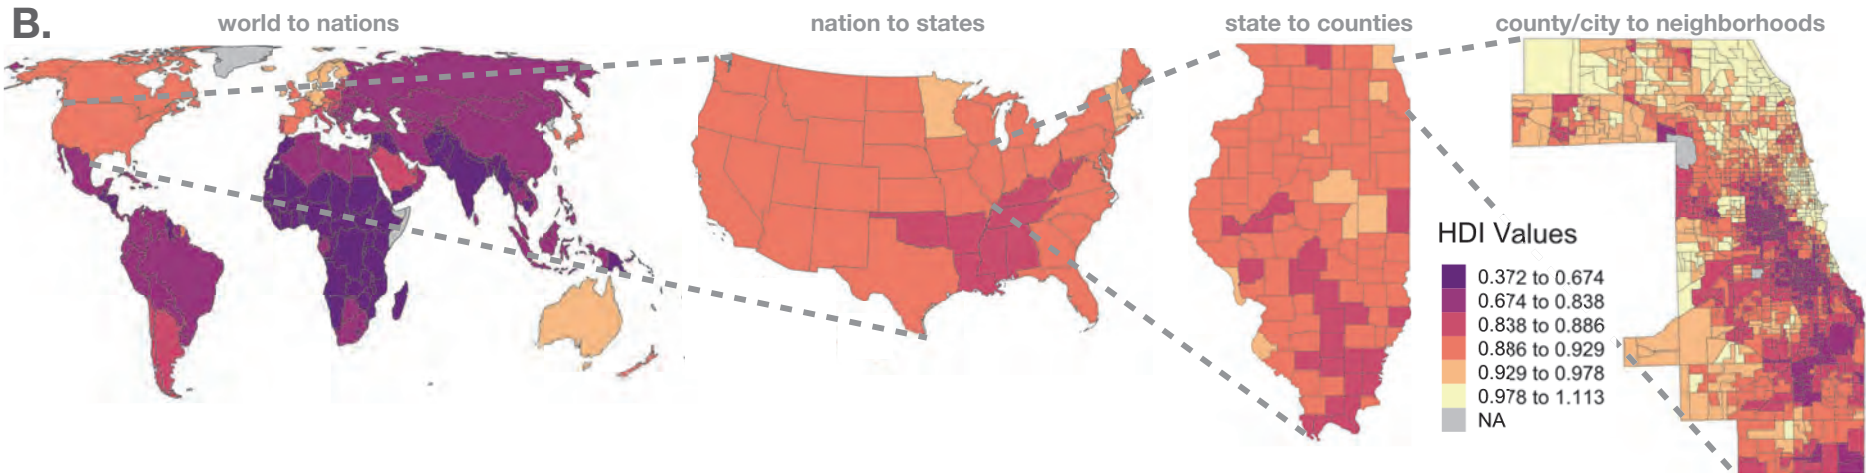 B.
world to nations
nation to states
state to counties
county/city to neighborhoods
HDI Values
0.372 to 0.674
0.674 to 0.838
0.838 to 0.886
0.886 to 0.929
0.929 to 0.978
0.978 to 1.113
NA